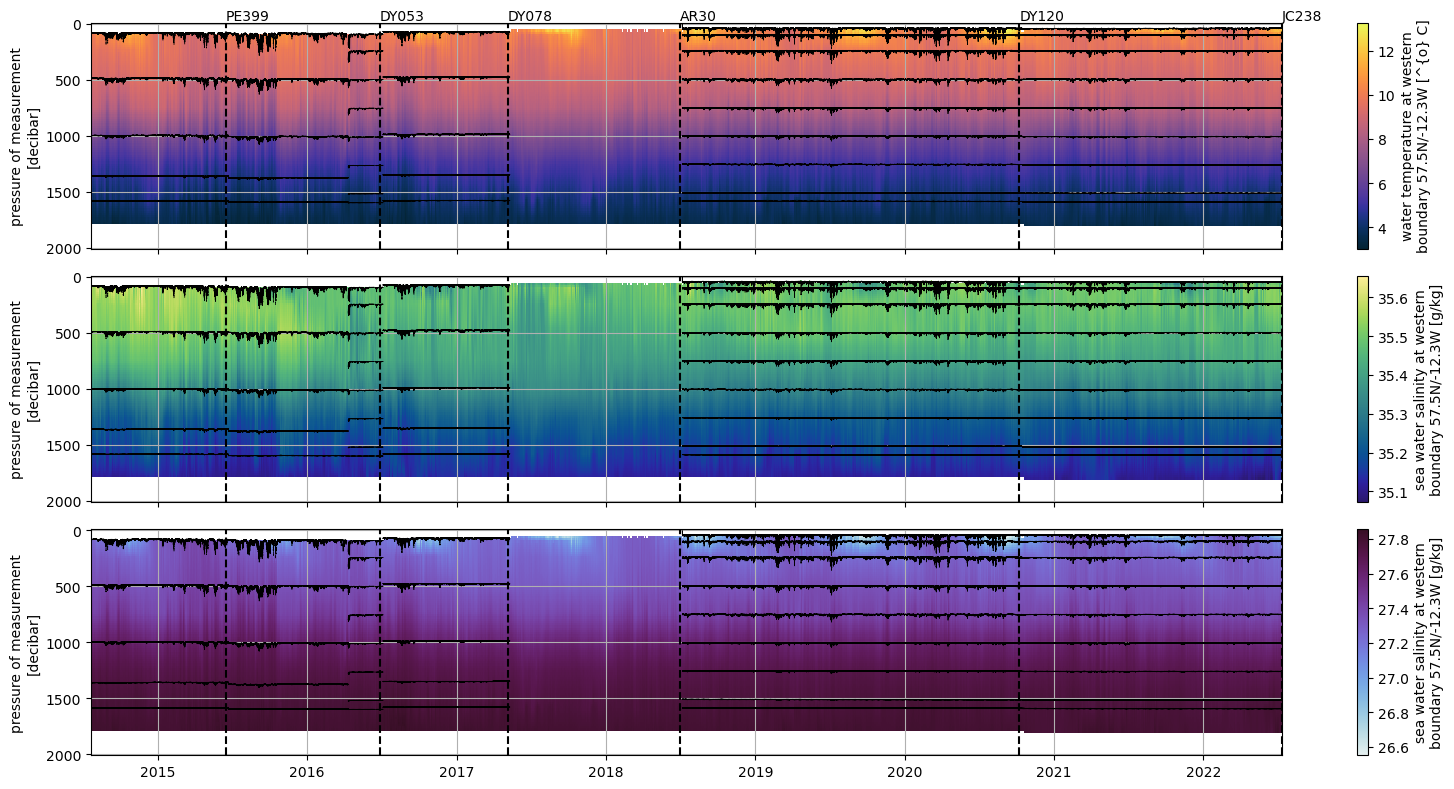 PE399 DY053 DY078 AR30 DY120 JC238
0
500
1000
1500
2000
pressure of measurement
[decibar]
12
10
8
6
4
water temperature at western
boundary 57.5N/-12.3W [^{o} C]
0
500
1000
1500
2000
pressure of measurement
[decibar]
35.6
35.5
35.4
35.3
35.2
35.1
sea water salinity at western
boundary 57.5N/-12.3W [g/kg]
0
500
1000
1500
2000
pressure of measurement
[decibar]
27.8
27.6
27.4
27.2
27.0
26.8
26.6
sea water salinity at western
boundary 57.5N/-12.3W [g/kg]
2015 2016 2017 2018 2019 2020 2021 2022